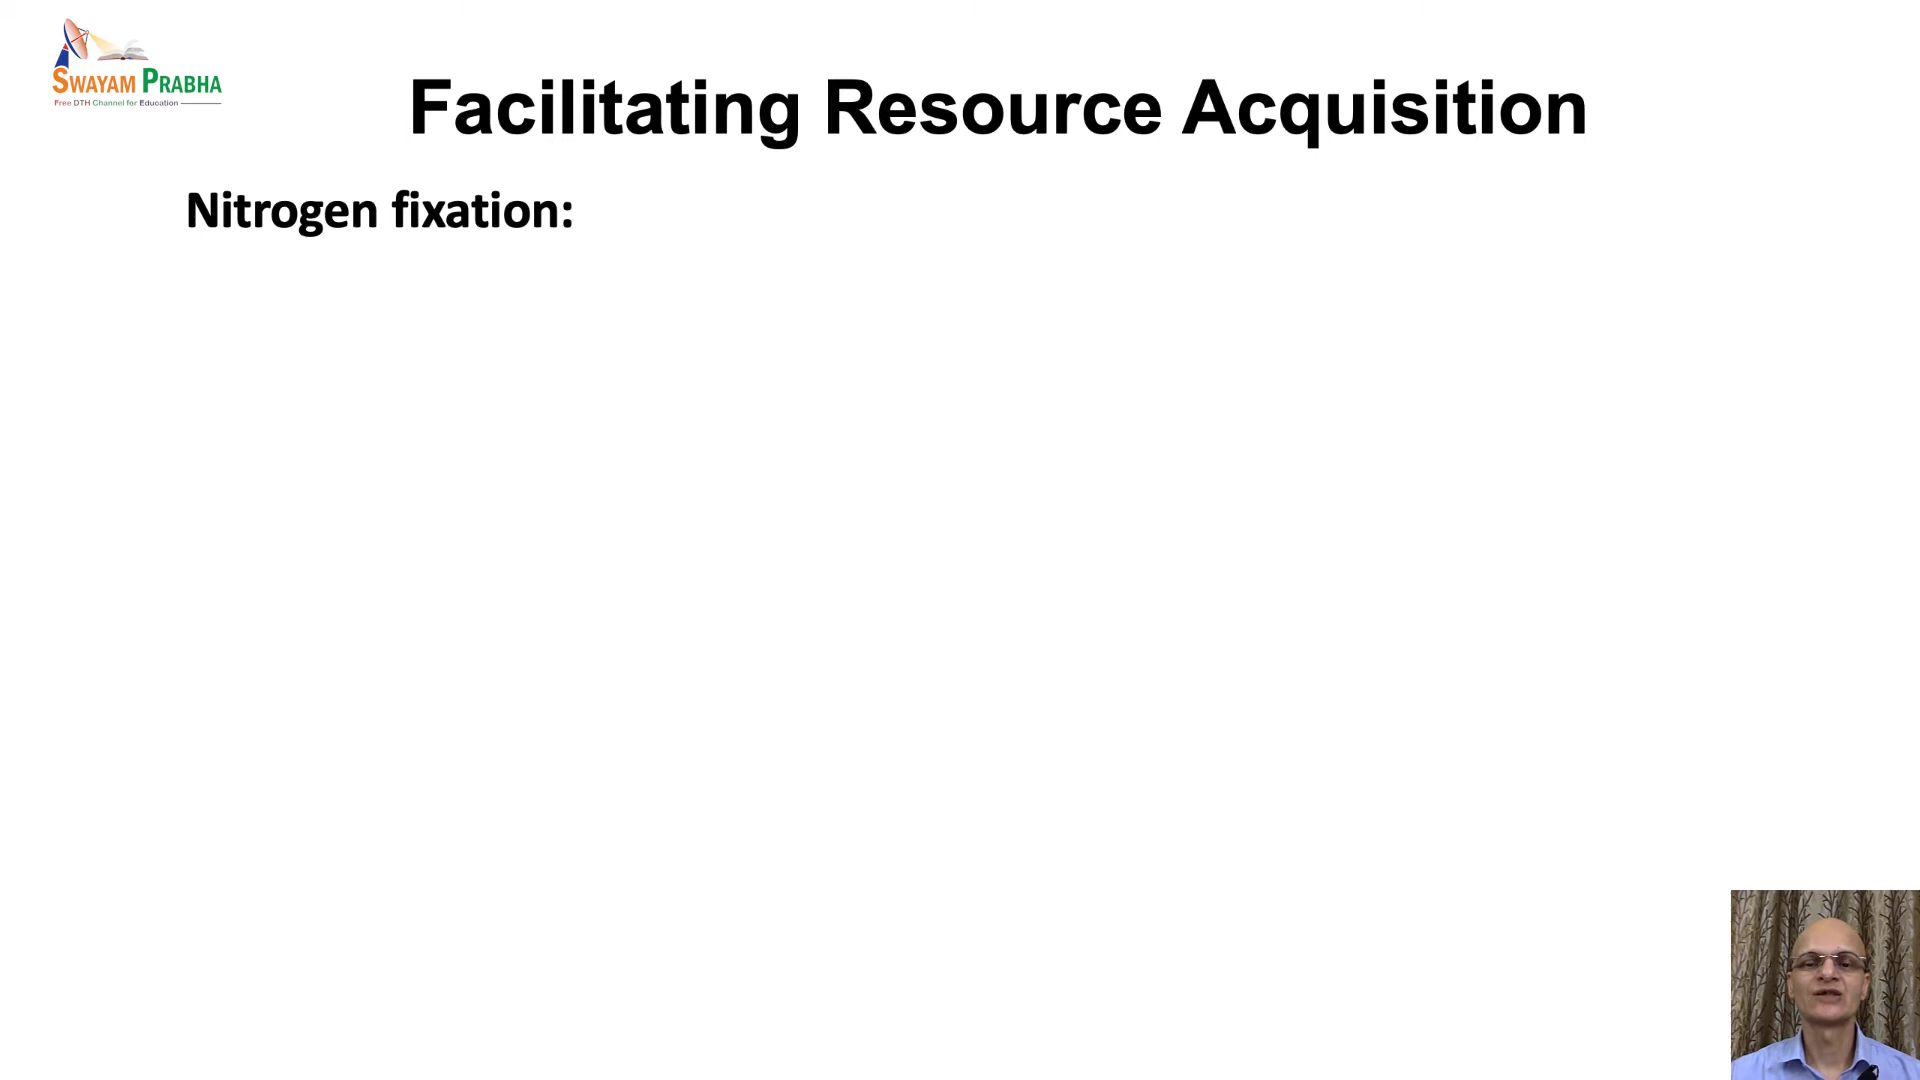 SWAYAM PRABHA
Free DTH Channel for Education
Facilitating Resource Acquisition
Nitrogen fixation: